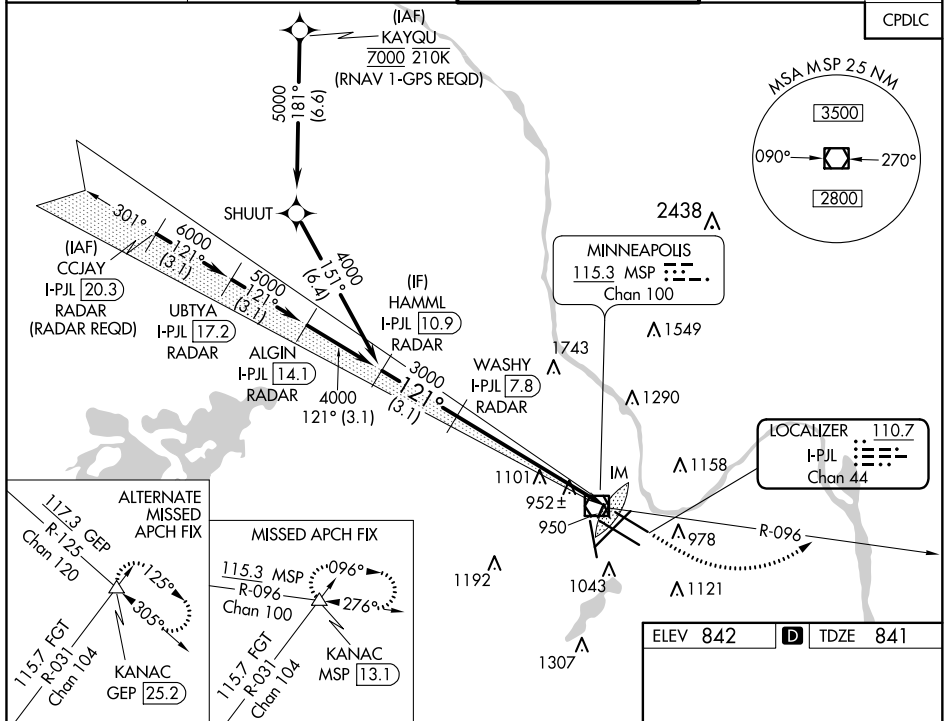 CPDLC
(IAF)
KAYQU
7000 210K
(RNAV 1-GPS REQD)
5000
181°
(6.6)
MSA MSP 25 NM
3500
090°
270°
2800
SHUUT
4000
151°
(6.4)
2438
MINNEAPOLIS
115.3 MSP
Chan 100
301°
6000
121°
(3.1)
5000
121°
(3.1)
(IAF)
CCJAY
I-PJL 20.3
RADAR
(RADAR REQD)
UBTYA
I-PJL 17.2
RADAR
ALGIN
I-PJL 14.1
RADAR
4000
121° (3.1)
(IF)
HAMML
I-PJL 10.9
RADAR
3000
121°
(3.1)
WASHY
I-PJL 7.8
RADAR
1743
1549
1290
LOCALIZER 110.7
I-PJL
Chan 44
1158
IM
1101
952 ±
950
978
R-096
1192
1043
1121
1307
ALTERNATE
MISSED
APCH FIX
117.3 GEP
R-125
Chan 120
125°
305°
115.7 FGT
R-031
Chan 104
KANAC
GEP 25.2
MISSED APCH FIX
115.3 MSP
R-096
Chan 100
096°
276°
115.7 FGT
R-031
Chan 104
KANAC
MSP 13.1
ELEV 842 D TDZE 841